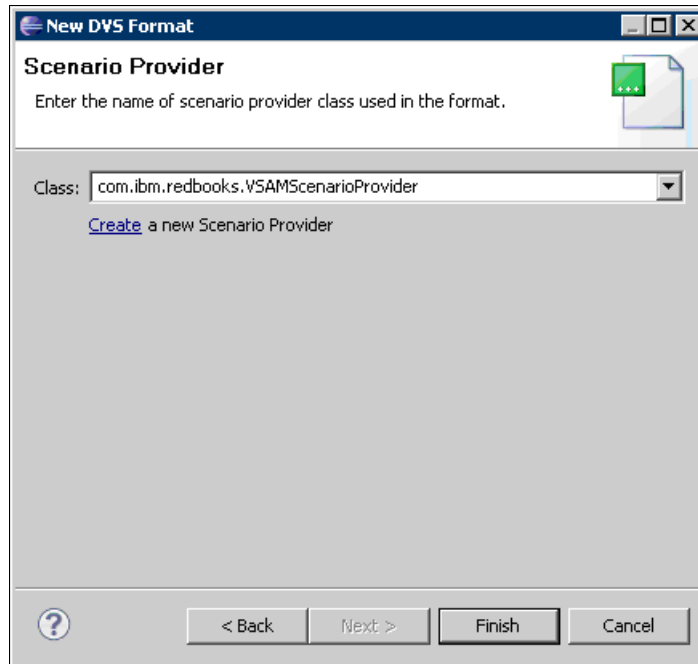 New DVS Format
Scenario Provider
Enter the name of scenario provider class used in the format.
Class: com.ibm.redbooks.VSAMScenarioProvider
Create a new Scenario Provider
? < Back Next > Finish Cancel